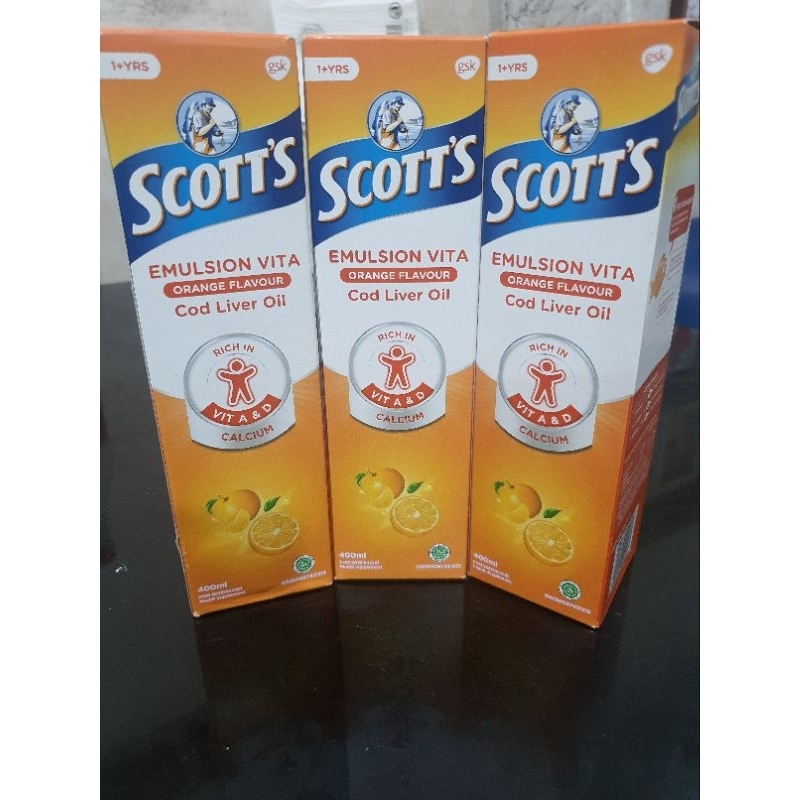 1+YRS
gsk
SCOTT'S
EMULSION VITA
ORANGE FLAVOUR
Cod Liver Oil
RICH IN
VIT A & D
CALCIUM
400ml
1+YRS
gsk
SCOTT'S
EMULSION VITA
ORANGE FLAVOUR
Cod Liver Oil
RICH IN
VIT A & D
CALCIUM
400ml
1+YRS
gsk
SCOTT'S
EMULSION VITA
ORANGE FLAVOUR
Cod Liver Oil
RICH IN
VIT A & D
CALCIUM
400ml